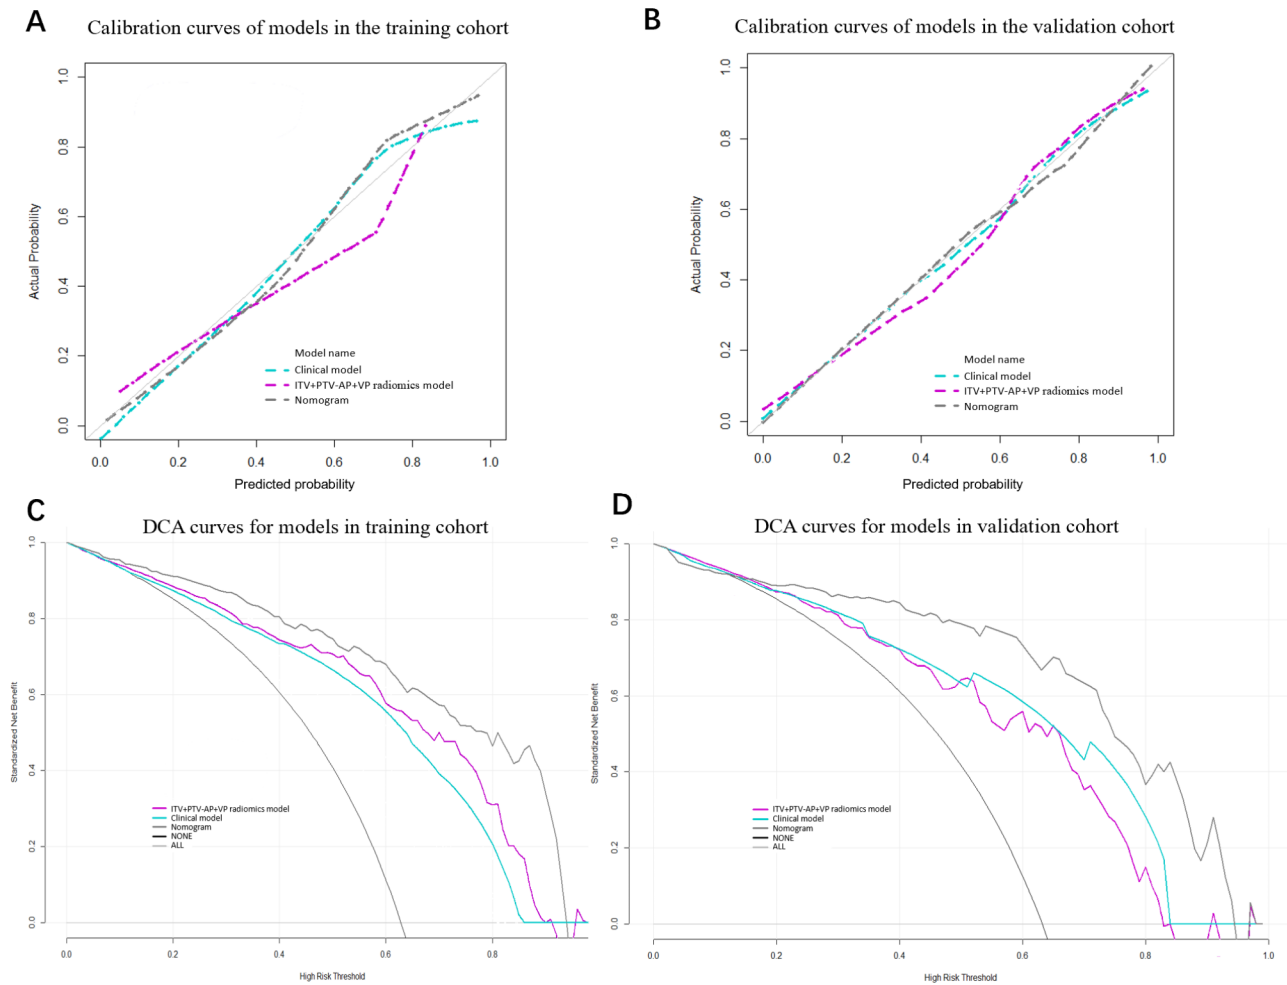 A
Calibration curves of models in the training cohort
1.0
0.8
0.6
0.4
0.2
0.0
Actual Probability
Model name
Clinical model
ITV+PTV-AP+VP radiomics model
Nomogram
0.0 0.2 0.4 0.6 0.8 1.0
Predicted probability
B
Calibration curves of models in the validation cohort
1.0
0.8
0.6
0.4
0.2
0.0
Actual Probability
Model name
Clinical model
ITV+PTV-AP+VP radiomics model
Nomogram
0.0 0.2 0.4 0.6 0.8 1.0
Predicted probability
C
DCA curves for models in training cohort
1.0
0.8
0.6
0.4
0.2
0.0
Standardized Net Benefit
ITV+PTV-AP+VP radiomics model
Clinical model
Nomogram
NONE
ALL
0.0 0.2 0.4 0.6 0.8
High Risk Threshold
D
DCA curves for models in validation cohort
1.0
0.8
0.6
0.4
0.2
0.0
Standardized Net Benefit
ITV+PTV-AP+VP radiomics model
Clinical model
Nomogram
NONE
ALL
0.0 0.2 0.4 0.6 0.8 1.0
High Risk Threshold